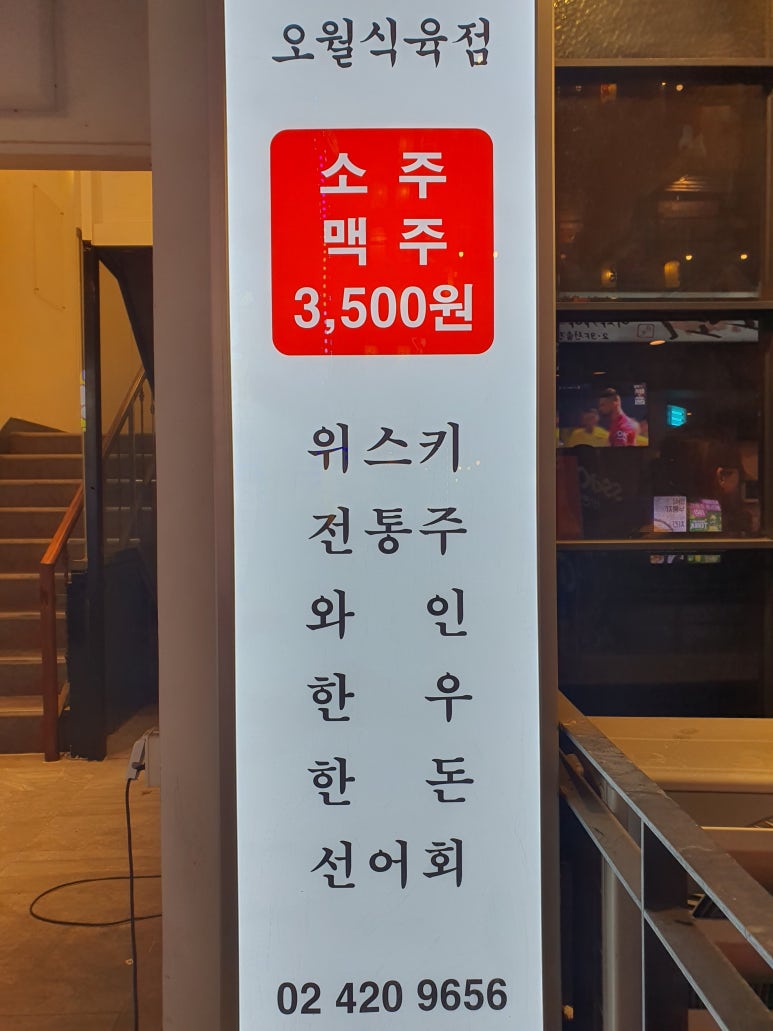 오월식육점
소 주
맥 주
3,500원
위스키
전통주
와 인
한 우
한 돈
선어회
02 420 9656